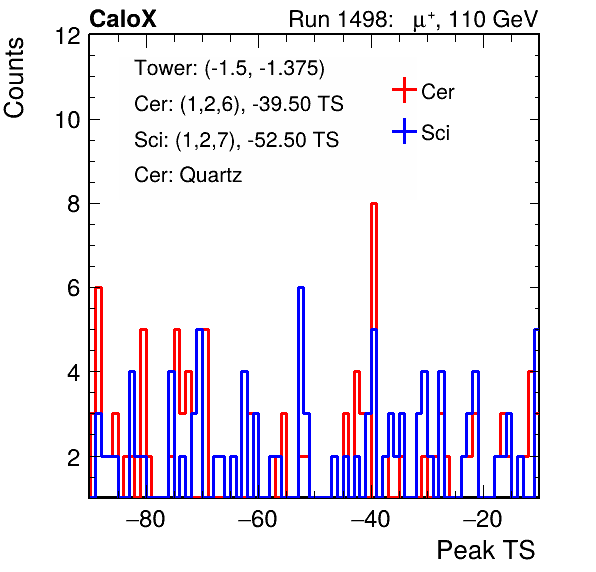 CaloX Run 1498: μ⁺, 110 GeV
Counts
12
10
8
6
4
2
Tower: (-1.5, -1.375)
Cer: (1,2,6), -39.50 TS
Sci: (1,2,7), -52.50 TS
Cer: Quartz
Cer
Sci
−80 −60 −40 −20
Peak TS